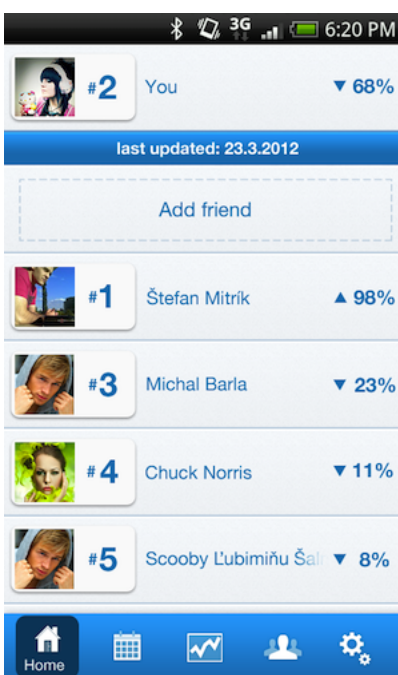 3G 6:20 PM
#2 You ▼ 68%
last updated: 23.3.2012
Add friend
#1 Štefan Mitrík ▲ 98%
#3 Michal Barla ▼ 23%
#4 Chuck Norris ▼ 11%
#5 Scooby Ľubimiňu ▼ 8%
Home